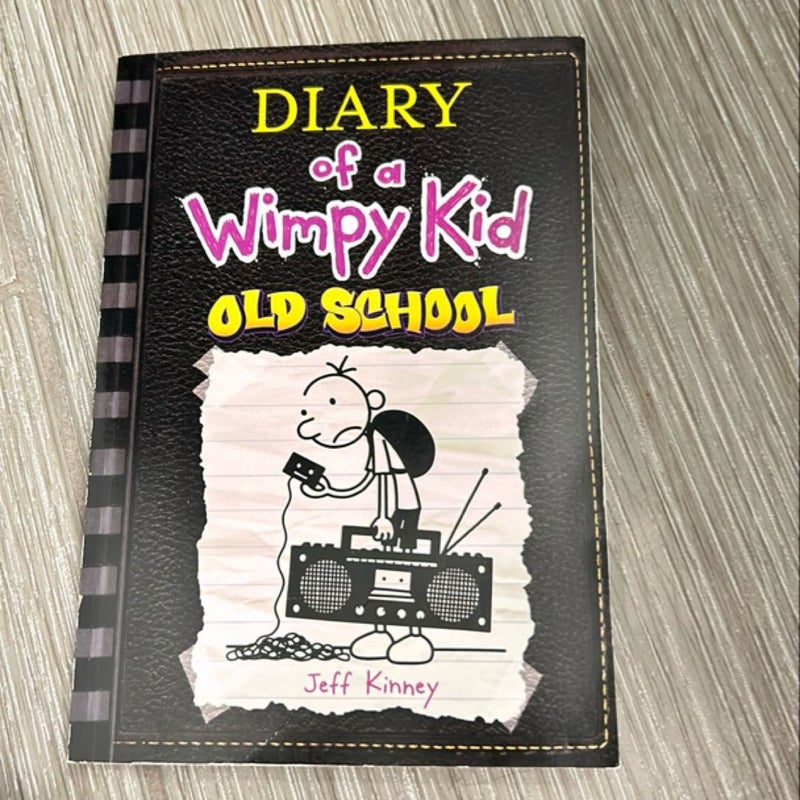 DIARY
of a
Wimpy Kid
OLD SCHOOL
Jeff Kinney